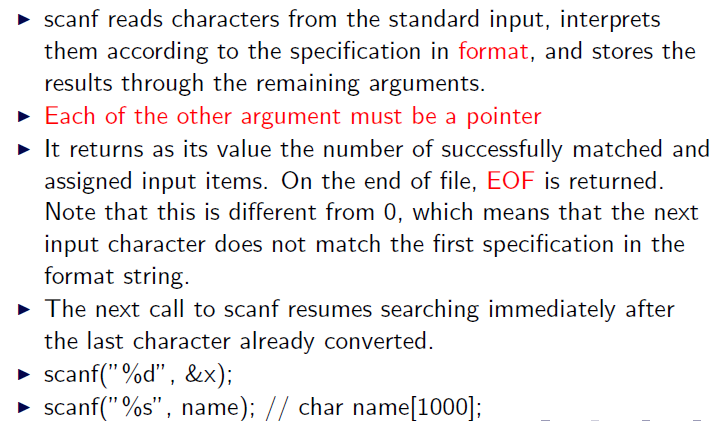 ▶ scanf reads characters from the standard input, interprets
them according to the specification in format, and stores the
results through the remaining arguments.
▶ Each of the other argument must be a pointer
▶ It returns as its value the number of successfully matched and
assigned input items. On the end of file, EOF is returned.
Note that this is different from 0, which means that the next
input character does not match the first specification in the
format string.
▶ The next call to scanf resumes searching immediately after
the last character already converted.
▶ scanf("%d", &x);
▶ scanf("%s", name); // char name[1000];